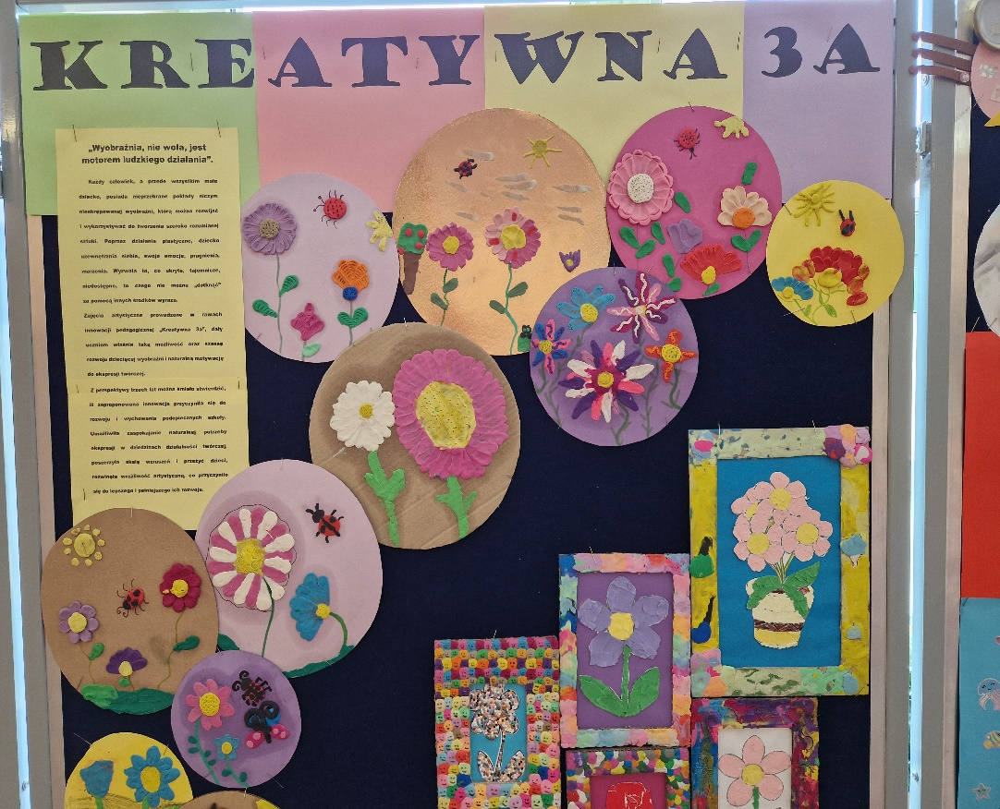 KREATYWNA 3A
„Wyobraźnia, nie wola, jest
motorem ludzkiego działania".
Każdy człowiek, a przede wszystkim małe
dziecko, posiada nieprzebrane pokłady niczym
nieskrępowanej wyobraźni, którą można rozwijać
i wykorzystywać do tworzenia szeroko rozumianej
sztuki. Poprzez działania plastyczne, dziecko
uzewnętrznia siebie, swoje emocje, pragnienia,
marzenia. Wyzwala to, co ukryte, tajemnicze,
niedostępne, to czego nie można „dotknąć"
za pomocą innych środków wyrazu.
Zajęcia artystyczne prowadzone w ramach
innowacji pedagogicznej „Kreatywna 3a", dały
uczniom właśnie taką możliwość oraz szansę
rozwoju dziecięcej wyobraźni i naturalną motywację
do ekspresji twórczej.
Z perspektywy trzech lat można śmiało stwierdzić,
iż zaproponowana innowacja przyczyniła się do
rozwoju i wychowania podopiecznych szkoły.
Umożliwiła zaspokajanie naturalnej potrzeby
ekspresji w dziedzinach działalności twórczej,
poszerzyła skalę wzruszeń i przeżyć dzieci,
rozwinęła wrażliwość artystyczną, co przyczyniło
się do lepszego i pełniejszego ich rozwoju.